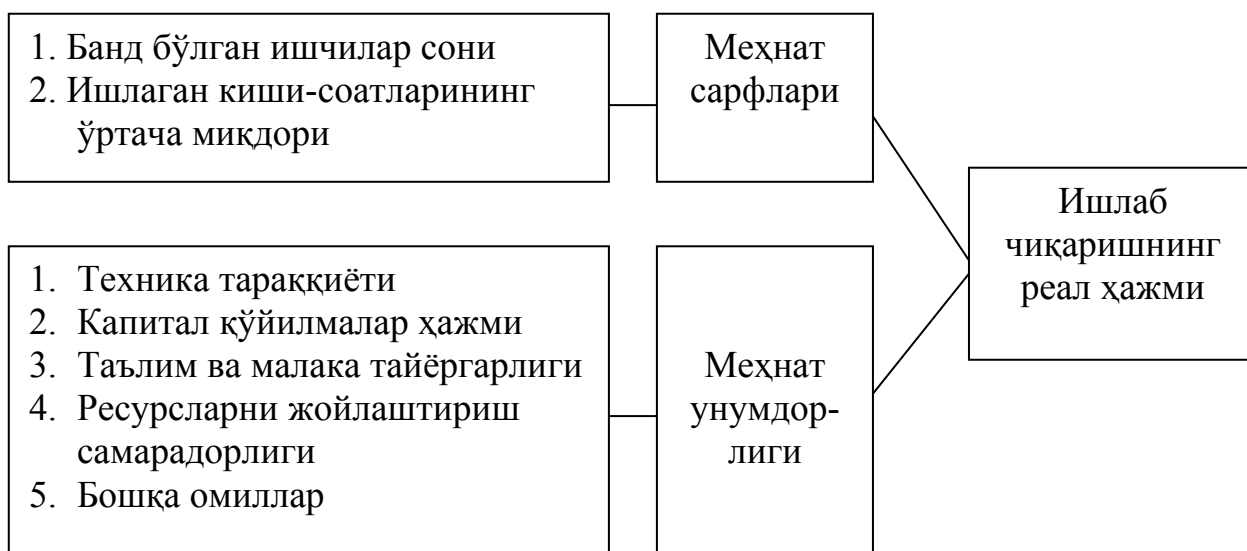 1. Банд бўлган ишчилар сони
2. Ишлаган киши-соатларининг
ўртача миқдори
Меҳнат
сарфлари
Ишлаб
чиқаришнинг
реал ҳажми
1. Техника тараққиёти
2. Капитал қўйилмалар ҳажми
3. Таълим ва малака тайёргарлиги
4. Ресурсларни жойлаштириш
самарадорлиги
5. Бошқа омиллар
Меҳнат
унумдор-
лиги